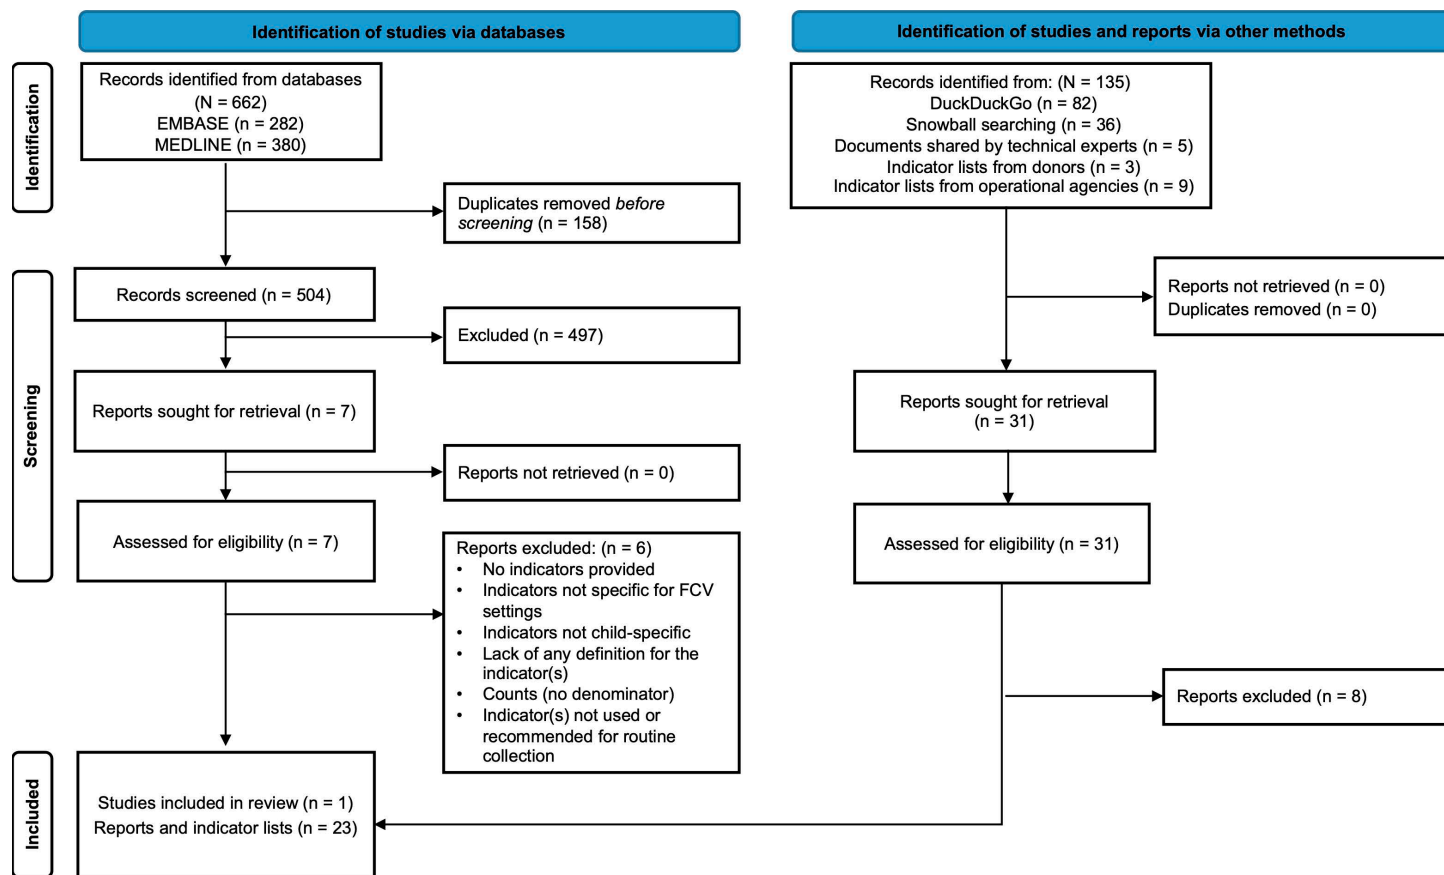 Identification of studies via databases
Identification of studies and reports via other methods
Identification
Records identified from databases
(N = 662)
EMBASE (n = 282)
MEDLINE (n = 380)
Records identified from: (N = 135)
DuckDuckGo (n = 82)
Snowball searching (n = 36)
Documents shared by technical experts (n = 5)
Indicator lists from donors (n = 3)
Indicator lists from operational agencies (n = 9)
Duplicates removed before
screening (n = 158)
Screening
Records screened (n = 504)
Reports not retrieved (n = 0)
Duplicates removed (n = 0)
Excluded (n = 497)
Reports sought for retrieval (n = 7)
Reports sought for retrieval
(n = 31)
Reports not retrieved (n = 0)
Assessed for eligibility (n = 7)
Assessed for eligibility (n = 31)
Reports excluded: (n = 6)
• No indicators provided
• Indicators not specific for FCV
settings
• Indicators not child-specific
• Lack of any definition for the
indicator(s)
• Counts (no denominator)
• Indicator(s) not used or
recommended for routine
collection
Reports excluded (n = 8)
Included
Studies included in review (n = 1)
Reports and indicator lists (n = 23)